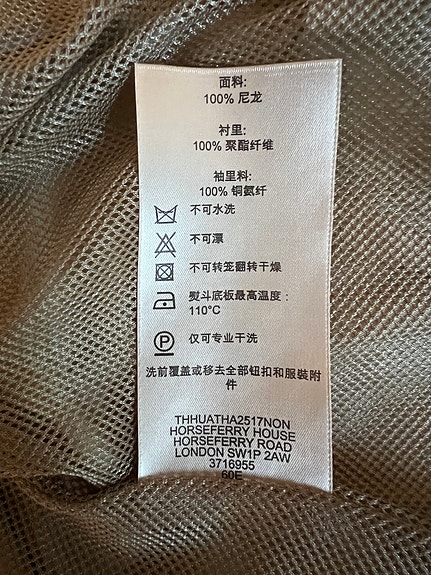 面料:
100% 尼龙
衬里:
100% 聚酯纤维
袖里料:
100% 铜氨纤
不可水洗
不可漂
不可转笼翻转干燥
熨斗底板最高温度：
110°C
P
仅可专业干洗
洗前覆盖或移去全部钮扣和服装附
件
THHUATHA2517NON
HORSEFERRY HOUSE
HORSEFERRY ROAD
LONDON SW1P 2AW
3716955
60E